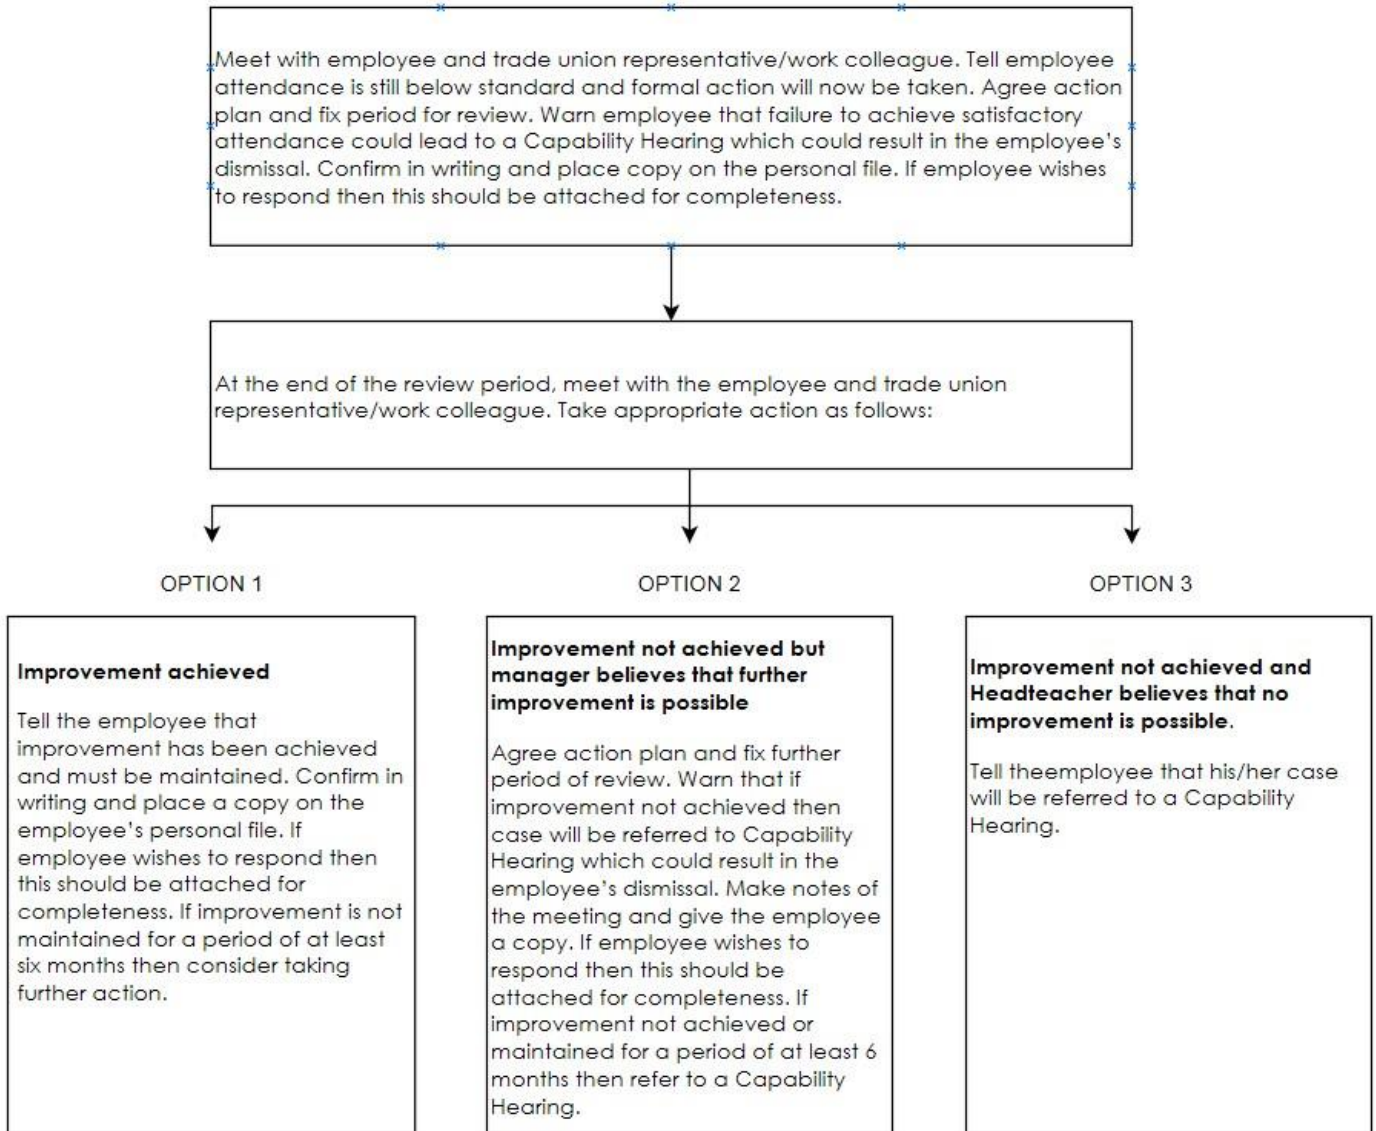 Meet with employee and trade union representative/work colleague. Tell employee
attendance is still below standard and formal action will now be taken. Agree action
plan and fix period for review. Warn employee that failure to achieve satisfactory
attendance could lead to a Capability Hearing which could result in the employee's
dismissal. Confirm in writing and place copy on the personal file. If employee wishes
to respond then this should be attached for completeness.
At the end of the review period, meet with the employee and trade union
representative/work colleague. Take appropriate action as follows:
OPTION 1
Improvement achieved
Tell the employee that
improvement has been achieved
and must be maintained. Confirm in
writing and place a copy on the
employee's personal file. If
employee wishes to respond then
this should be attached for
completeness. If improvement is not
maintained for a period of at least
six months then consider taking
further action.
OPTION 2
Improvement not achieved but
manager believes that further
improvement is possible
Agree action plan and fix further
period of review. Warn that if
improvement not achieved then
case will be referred to Capability
Hearing which could result in the
employee's dismissal. Make notes of
the meeting and give the employee
a copy. If employee wishes to
respond then this should be
attached for completeness. If
improvement not achieved or
maintained for a period of at least 6
months then refer to a Capability
Hearing.
OPTION 3
Improvement not achieved and
Headteacher believes that no
improvement is possible.
Tell theemployee that his/her case
will be referred to a Capability
Hearing.